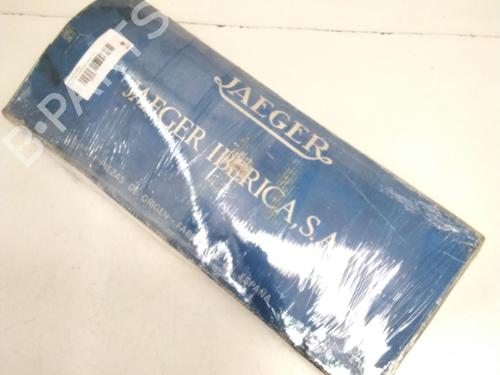 JAEGER
JAEGER IBERICA, S.A.
PIEZAS DE ORIGEN ESPAÑA
B-PARTS